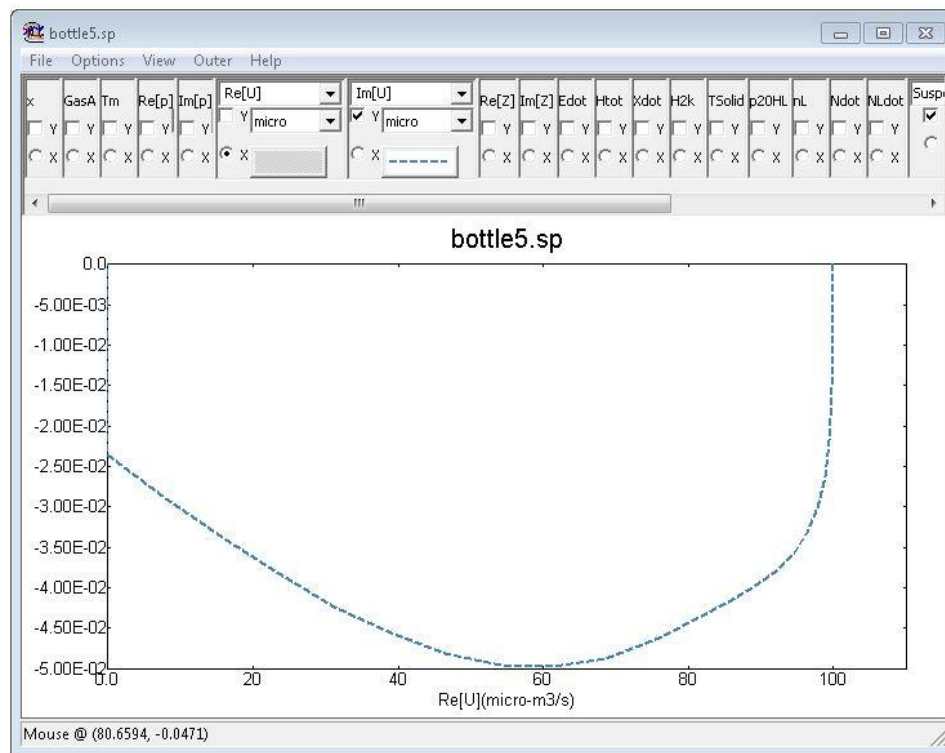 bottle5.sp
File Options View Outer Help
x GasA Tm Re[p] Im[p] Re[U] Im[U] Re[Z] Im[Z] Edot Htot Xdot H2k TSolid p20HL nL Ndot NLdot Suspe
Y Y Y Y Y Y micro Y micro Y Y Y Y Y Y Y Y Y Y Y
X X X X X X X X X X X X X X X X X X
bottle5.sp
0.0
-5.00E-03
-1.00E-02
-1.50E-02
-2.00E-02
-2.50E-02
-3.00E-02
-3.50E-02
-4.00E-02
-4.50E-02
-5.00E-02
0.0 20 40 60 80 100
Re[U](micro-m3/s)
Mouse @ (80.6594, -0.0471)